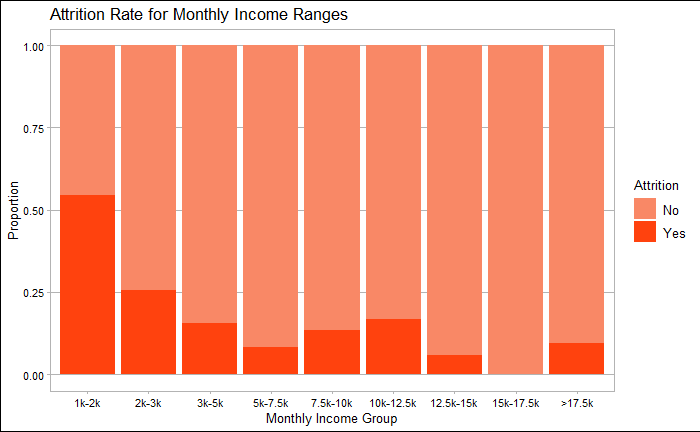 Attrition Rate for Monthly Income Ranges
1.00
0.75
0.50
0.25
0.00
Proportion
1k-2k 2k-3k 3k-5k 5k-7.5k 7.5k-10k 10k-12.5k 12.5k-15k 15k-17.5k >17.5k
Monthly Income Group
Attrition
No
Yes